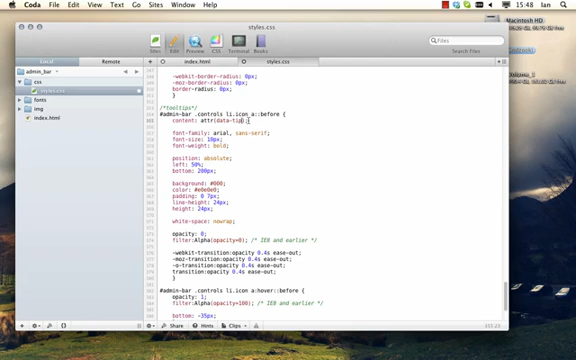 Coda File Edit View Text Go Sites Window Help
15:48 Ian
Macintosh HD
styles.css
Sites Edit Preview CSS Terminal Books
Files
Search Files
Local Remote
index.html styles.css
admin_bar
css
styles.css
fonts
img
index.html
-webkit-border-radius: 0px;
-moz-border-radius: 0px;
border-radius: 0px;
}
/*tooltips*/
#admin-bar .controls li.icon a::before {
content: attr(data-tip);
font-family: arial, sans-serif;
font-size: 10px;
font-weight: bold;
position: absolute;
left: 50%;
bottom: 200px;
background: #000;
color: #e0e0e0;
padding: 0 7px;
line-height: 24px;
height: 24px;
white-space: nowrap;
opacity: 0;
filter:Alpha(opacity=0); /* IE8 and earlier */
-webkit-transition:opacity 0.4s ease-out;
-moz-transition:opacity 0.4s ease-out;
-o-transition:opacity 0.4s ease-out;
transition:opacity 0.4s ease-out;
}
#admin-bar .controls li.icon a:hover::before {
opacity: 1;
filter:Alpha(opacity=100); /* IE8 and earlier */
bottom: -35px;
Share Hints Clips